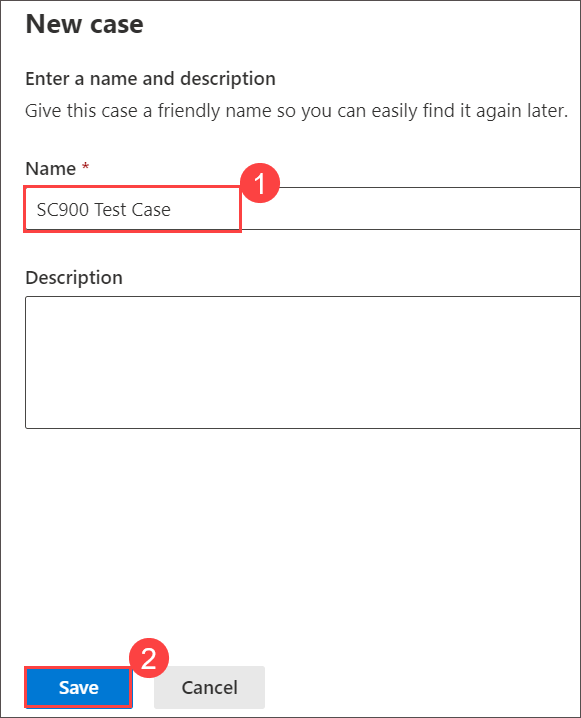 New case
Enter a name and description
Give this case a friendly name so you can easily find it again later.
Name *
1
SC900 Test Case
Description
2
Save
Cancel